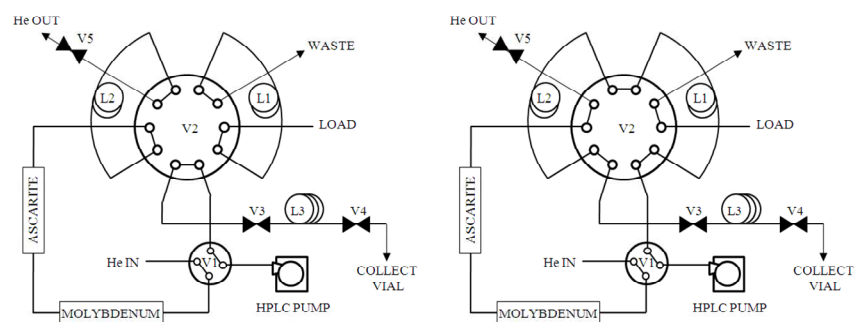 He OUT
V5
WASTE
L2
L1
V2
LOAD
ASCARITE
V3
L3
V4
He IN
V1
COLLECT
VIAL
MOLYBDENUM
HPLC PUMP
He OUT
V5
WASTE
L2
L1
V2
LOAD
ASCARITE
V3
L3
V4
He IN
V1
COLLECT
VIAL
MOLYBDENUM
HPLC PUMP